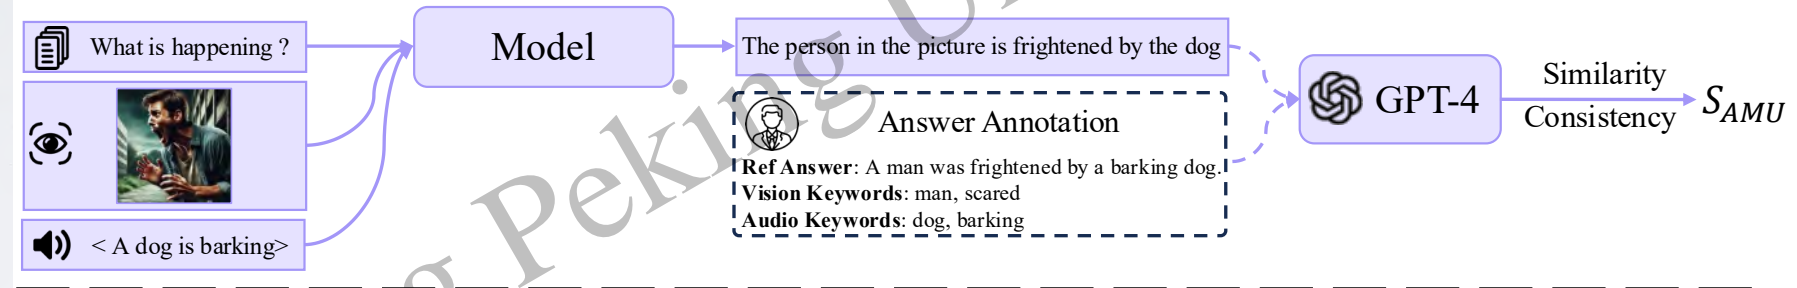 What is happening ?
Model
The person in the picture is frightened by the dog
Answer Annotation
Ref Answer: A man was frightened by a barking dog.
Vision Keywords: man, scared
Audio Keywords: dog, barking
GPT-4
Similarity
Consistency
S_AMU
< A dog is barking>
Peking